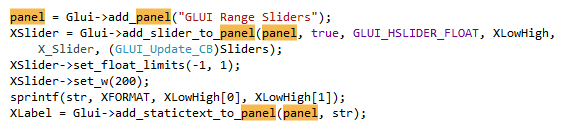 panel = Glui->add_panel("GLUI Range Sliders");
XSlider = Glui->add_slider_to_panel(panel, true, GLUI_HSLIDER_FLOAT, XLowHigh,
X_Slider, (GLUI_Update_CB)Sliders);
XSlider->set_float_limits(-1, 1);
XSlider->set_w(200);
sprintf(str, XFORMAT, XLowHigh[0], XLowHigh[1]);
XLabel = Glui->add_statictext_to_panel(panel, str);